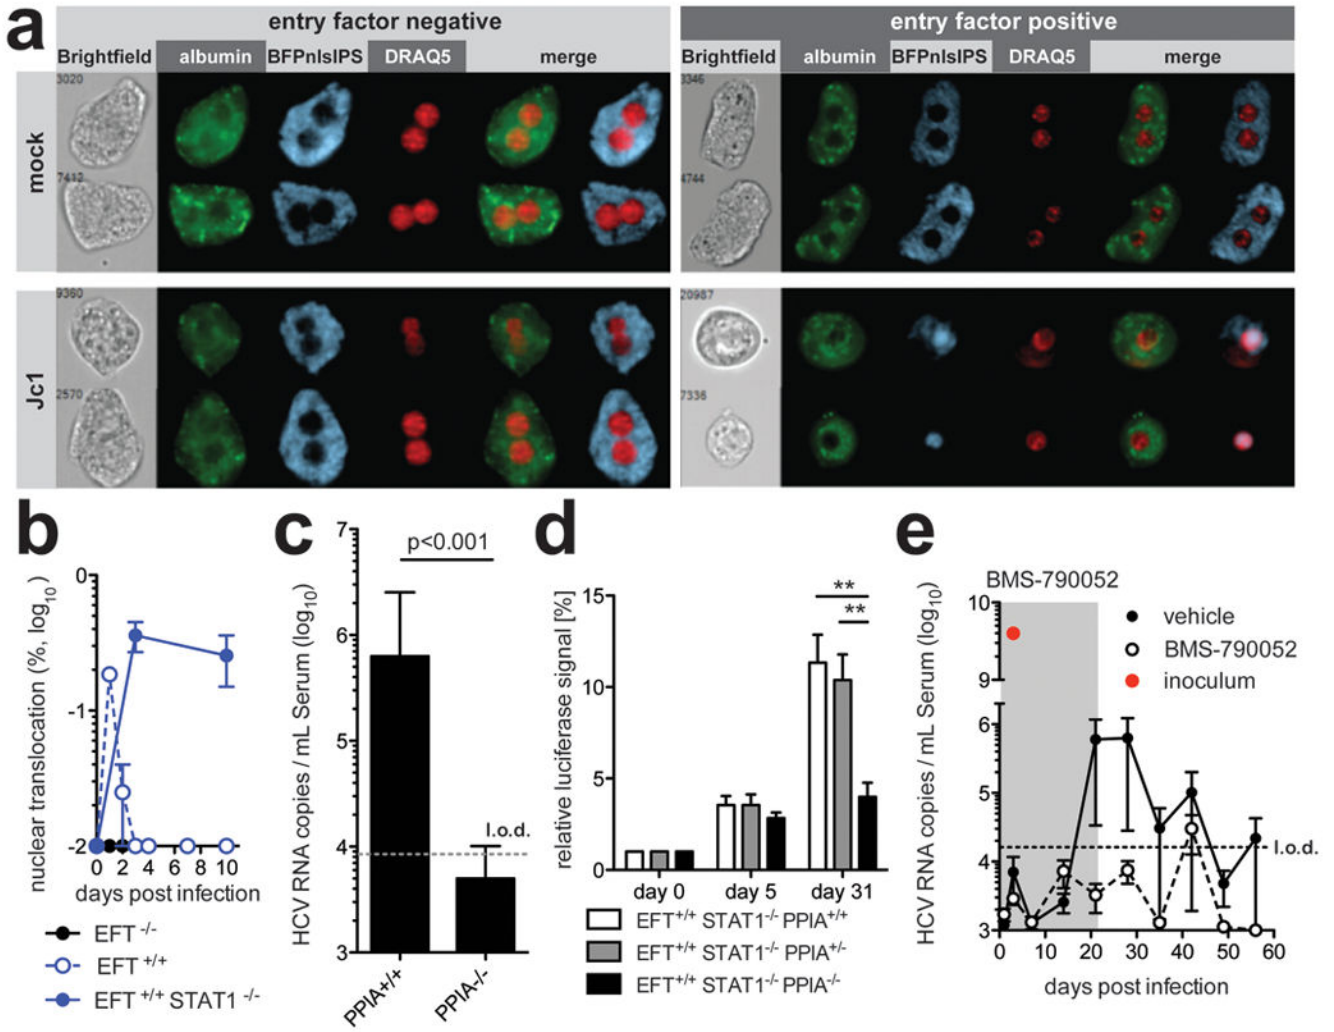 a
entry factor negative
entry factor positive
Brightfield albumin BFPnlsIPS DRAQ5 merge
Brightfield albumin BFPnlsIPS DRAQ5 merge
mock
3020
7412
3346
4744
Jc1
9360
2570
20987
7336
b
nuclear translocation (%, log10)
0
-1
-2
0 2 4 6 8 10
days post infection
EFT -/-
EFT +/+
EFT +/+ STAT1 -/-
c
HCV RNA copies / mL Serum (log10)
7
6
5
4
3
p<0.001
l.o.d.
PPIA+/+
PPIA-/-
d
relative luciferase signal [%]
15
10
5
0
**
**
day 0 day 5 day 31
EFT+/+ STAT1-/- PPIA+/+
EFT+/+ STAT1-/- PPIA+/-
EFT+/+ STAT1-/- PPIA-/-
e
BMS-790052
HCV RNA copies / mL Serum (log10)
10
9
6
5
4
3
vehicle
BMS-790052
inoculum
l.o.d.
0 10 20 30 40 50 60
days post infection